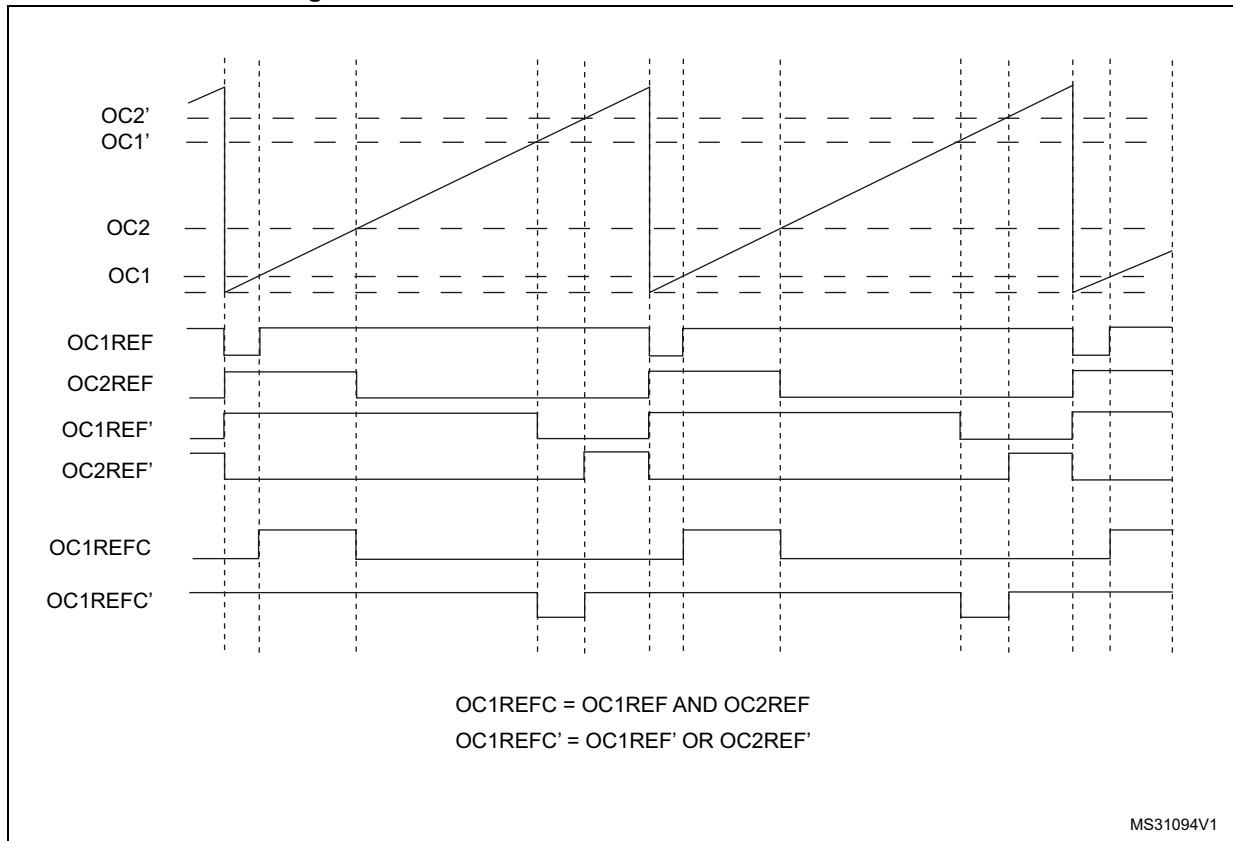 OC2’
OC1’
OC2
OC1
OC1REF
OC2REF
OC1REF’
OC2REF’
OC1REFC
OC1REFC’
OC1REFC = OC1REF AND OC2REF
OC1REFC’ = OC1REF’ OR OC2REF’
MS31094V1